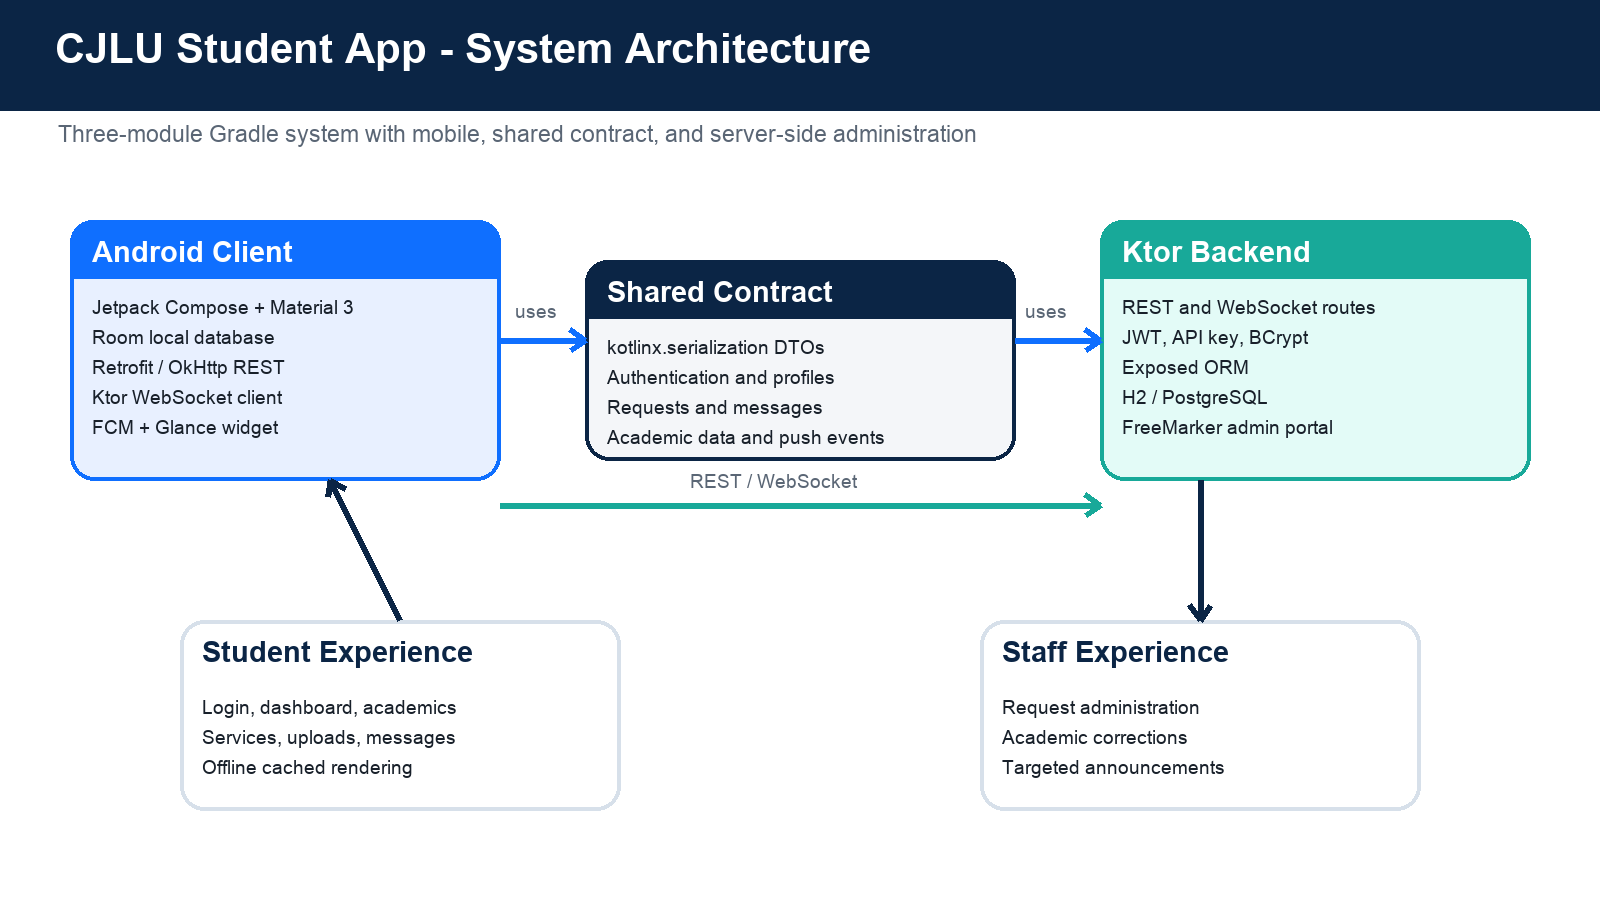 CJLU Student App - System Architecture
Three-module Gradle system with mobile, shared contract, and server-side administration
Android Client
Jetpack Compose + Material 3
Room local database
Retrofit / OkHttp REST
Ktor WebSocket client
FCM + Glance widget
uses
Shared Contract
kotlinx.serialization DTOs
Authentication and profiles
Requests and messages
Academic data and push events
uses
Ktor Backend
REST and WebSocket routes
JWT, API key, BCrypt
Exposed ORM
H2 / PostgreSQL
FreeMarker admin portal
REST / WebSocket
Student Experience
Login, dashboard, academics
Services, uploads, messages
Offline cached rendering
Staff Experience
Request administration
Academic corrections
Targeted announcements